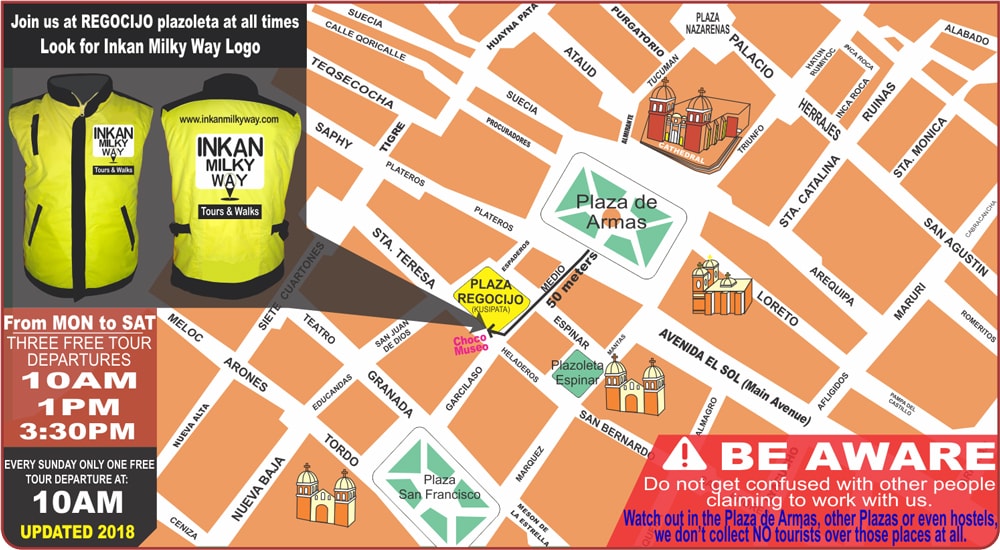 Join us at REGOCIJO plazoleta at all times
Look for Inkan Milky Way Logo
INKAN
MILKY
WAY
Tours & Walks
www.inkanmilkyway.com
INKAN
MILKY
WAY
Tours & Walks
From MON to SAT
THREE FREE TOUR
DEPARTURES
10AM
1PM
3:30PM
EVERY SUNDAY ONLY ONE FREE
TOUR DEPARTURE AT:
10AM
UPDATED 2018
SUECIA
CALLE QORICALLE
TEQSECOCHA
SAPHY
TIGRE
HUAYNA PATA
ATAUD
PURGATORIO
TUCUMAN
PLAZA
NAZARENAS
PALACIO
HATUN
RUMIYOC
INCA ROCA
INCA ROCA
HERRAJES
RUINAS
ALABADO
SUECIA
PROCURADORES
ALMIRANTE
CATHEDRAL
TRIUNFO
STA. CATALINA
STA. MONICA
CABRACANCHA
SAN AGUSTIN
PLATEROS
PLATEROS
Plaza de
Armas
ESPADEROS
MEDIO
50 meters
STA. TERESA
PLAZA
REGOCIJO
(KUSIPATA)
Choco
Museo
LORETO
AREQUIPA
MARURI
ROMERITOS
SIETE CUARTONES
MELOC
TEATRO
SAN JUAN
DE DIOS
ESPINAR
MANTAS
HELADEROS
Plazoleta
Espinar
AVENIDA EL SOL (Main Avenue)
AFLIGIDOS
PAMPA DEL
CASTILLO
ARONES
EDUCANDAS
GRANADA
GARCILASO
SAN BERNARDO
ALMAGRO
NUEVA ALTA
TORDO
NUEVA BAJA
CENIZA
Plaza
San Francisco
MARQUEZ
MESON DE
LA ESTRELLA
BE AWARE
Do not get confused with other people
claiming to work with us.
Watch out in the Plaza de Armas, other Plazas or even hostels,
we don't collect NO tourists over those places at all.